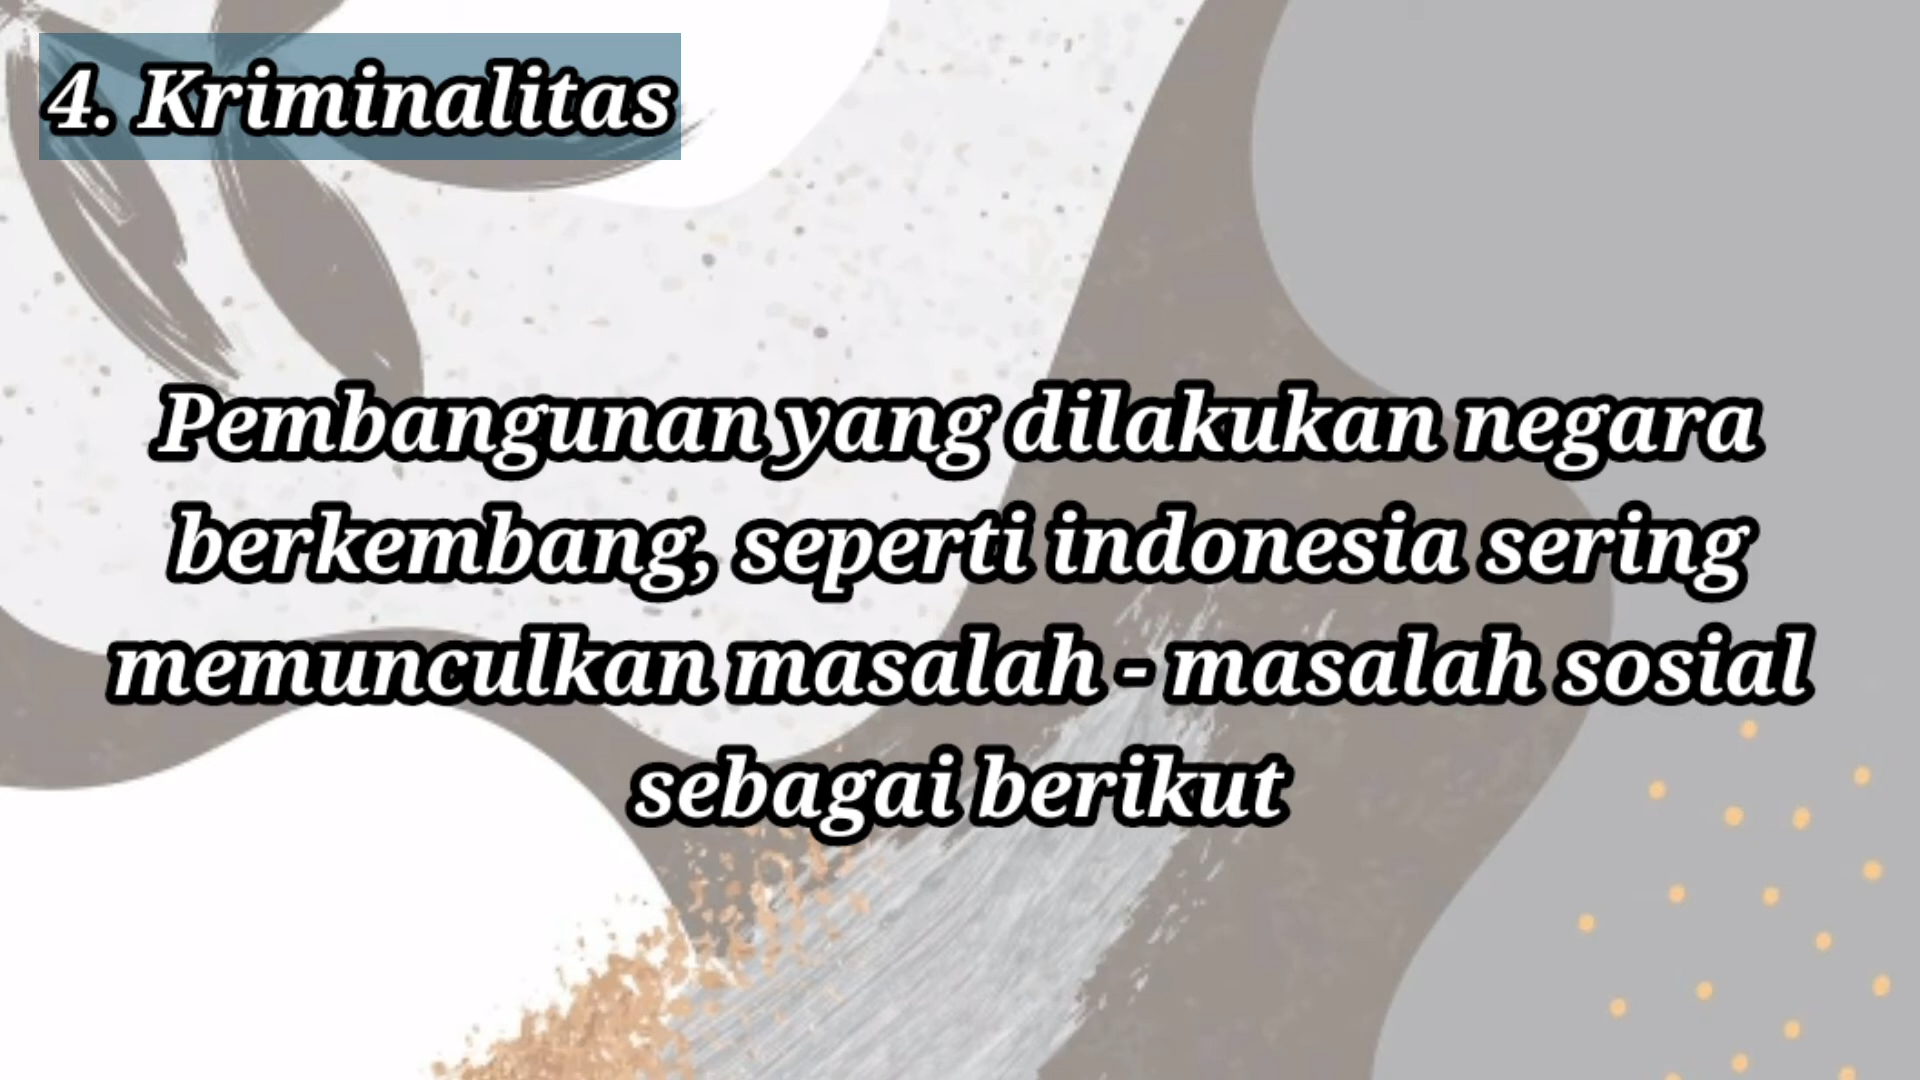 4. Kriminalitas
Pembangunan yang dilakukan negara
berkembang, seperti indonesia sering
memunculkan masalah - masalah sosial
sebagai berikut